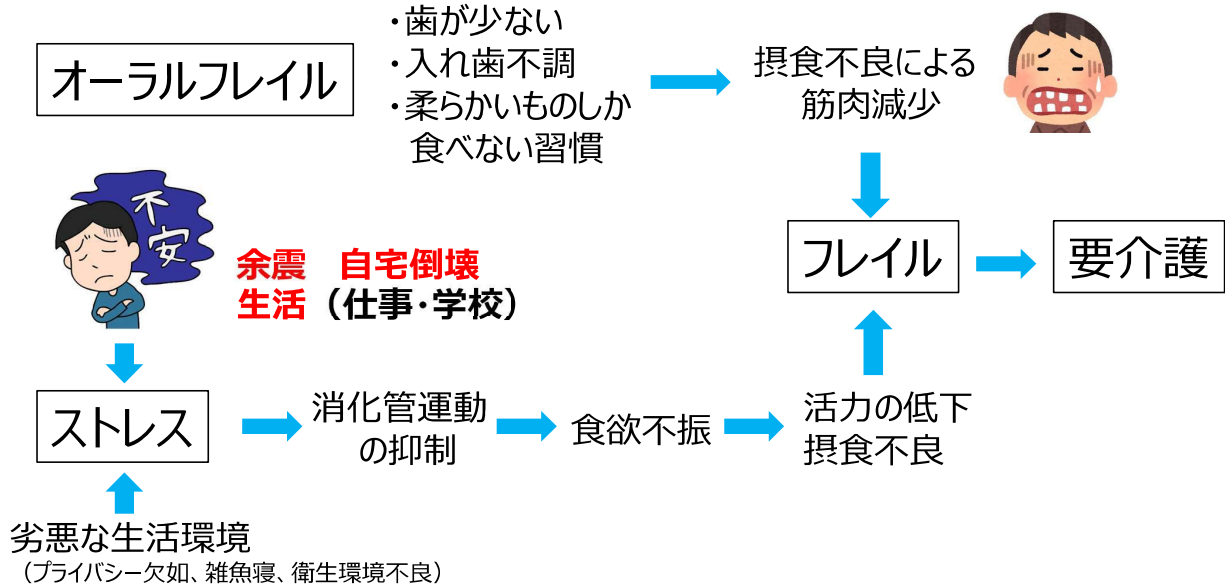 オーラルフレイル
・歯が少ない
・入れ歯不調
・柔らかいものしか
食べない習慣
摂食不良による
筋肉減少
不安
余震　自宅倒壊
生活（仕事・学校）
フレイル
要介護
ストレス
消化管運動
の抑制
食欲不振
活力の低下
摂食不良
劣悪な生活環境
（プライバシー欠如、雑魚寝、衛生環境不良）